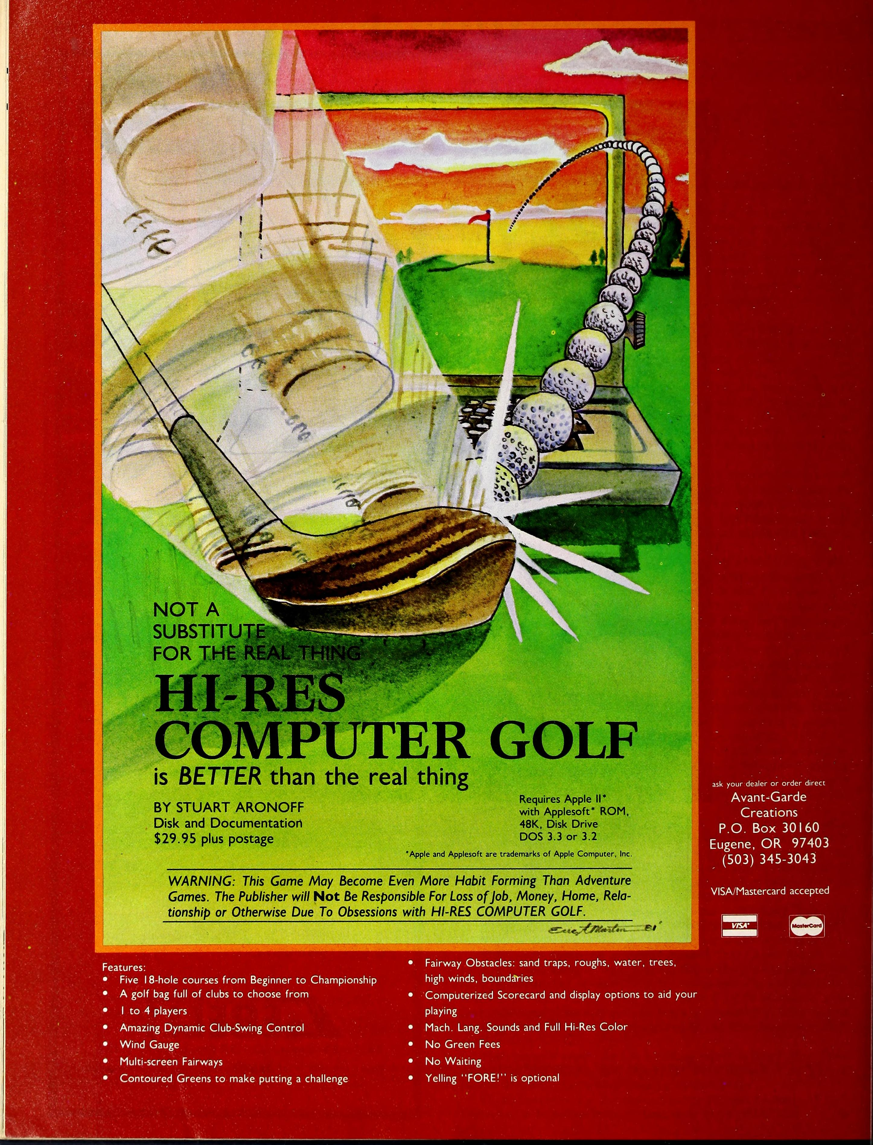 NOT A
SUBSTITUTE
FOR THE REAL THING
HI-RES
COMPUTER GOLF
is BETTER than the real thing
BY STUART ARONOFF
Disk and Documentation
$29.95 plus postage
Requires Apple II*
with Applesoft* ROM,
48K, Disk Drive
DOS 3.3 or 3.2
*Apple and Applesoft are trademarks of Apple Computer, Inc.
WARNING: This Game May Become Even More Habit Forming Than Adventure
Games. The Publisher will Not Be Responsible For Loss of Job, Money, Home, Rela-
tionship or Otherwise Due To Obsessions with HI-RES COMPUTER GOLF.
Eric A Martin 81'
ask your dealer or order direct
Avant-Garde
Creations
P.O. Box 30160
Eugene, OR 97403
(503) 345-3043
VISA/Mastercard accepted
VISA
MasterCard
Features:
• Five 18-hole courses from Beginner to Championship
• A golf bag full of clubs to choose from
• 1 to 4 players
• Amazing Dynamic Club-Swing Control
• Wind Gauge
• Multi-screen Fairways
• Contoured Greens to make putting a challenge
• Fairway Obstacles: sand traps, roughs, water, trees,
high winds, boundaries
• Computerized Scorecard and display options to aid your
playing
• Mach. Lang. Sounds and Full Hi-Res Color
• No Green Fees
• No Waiting
• Yelling "FORE!" is optional